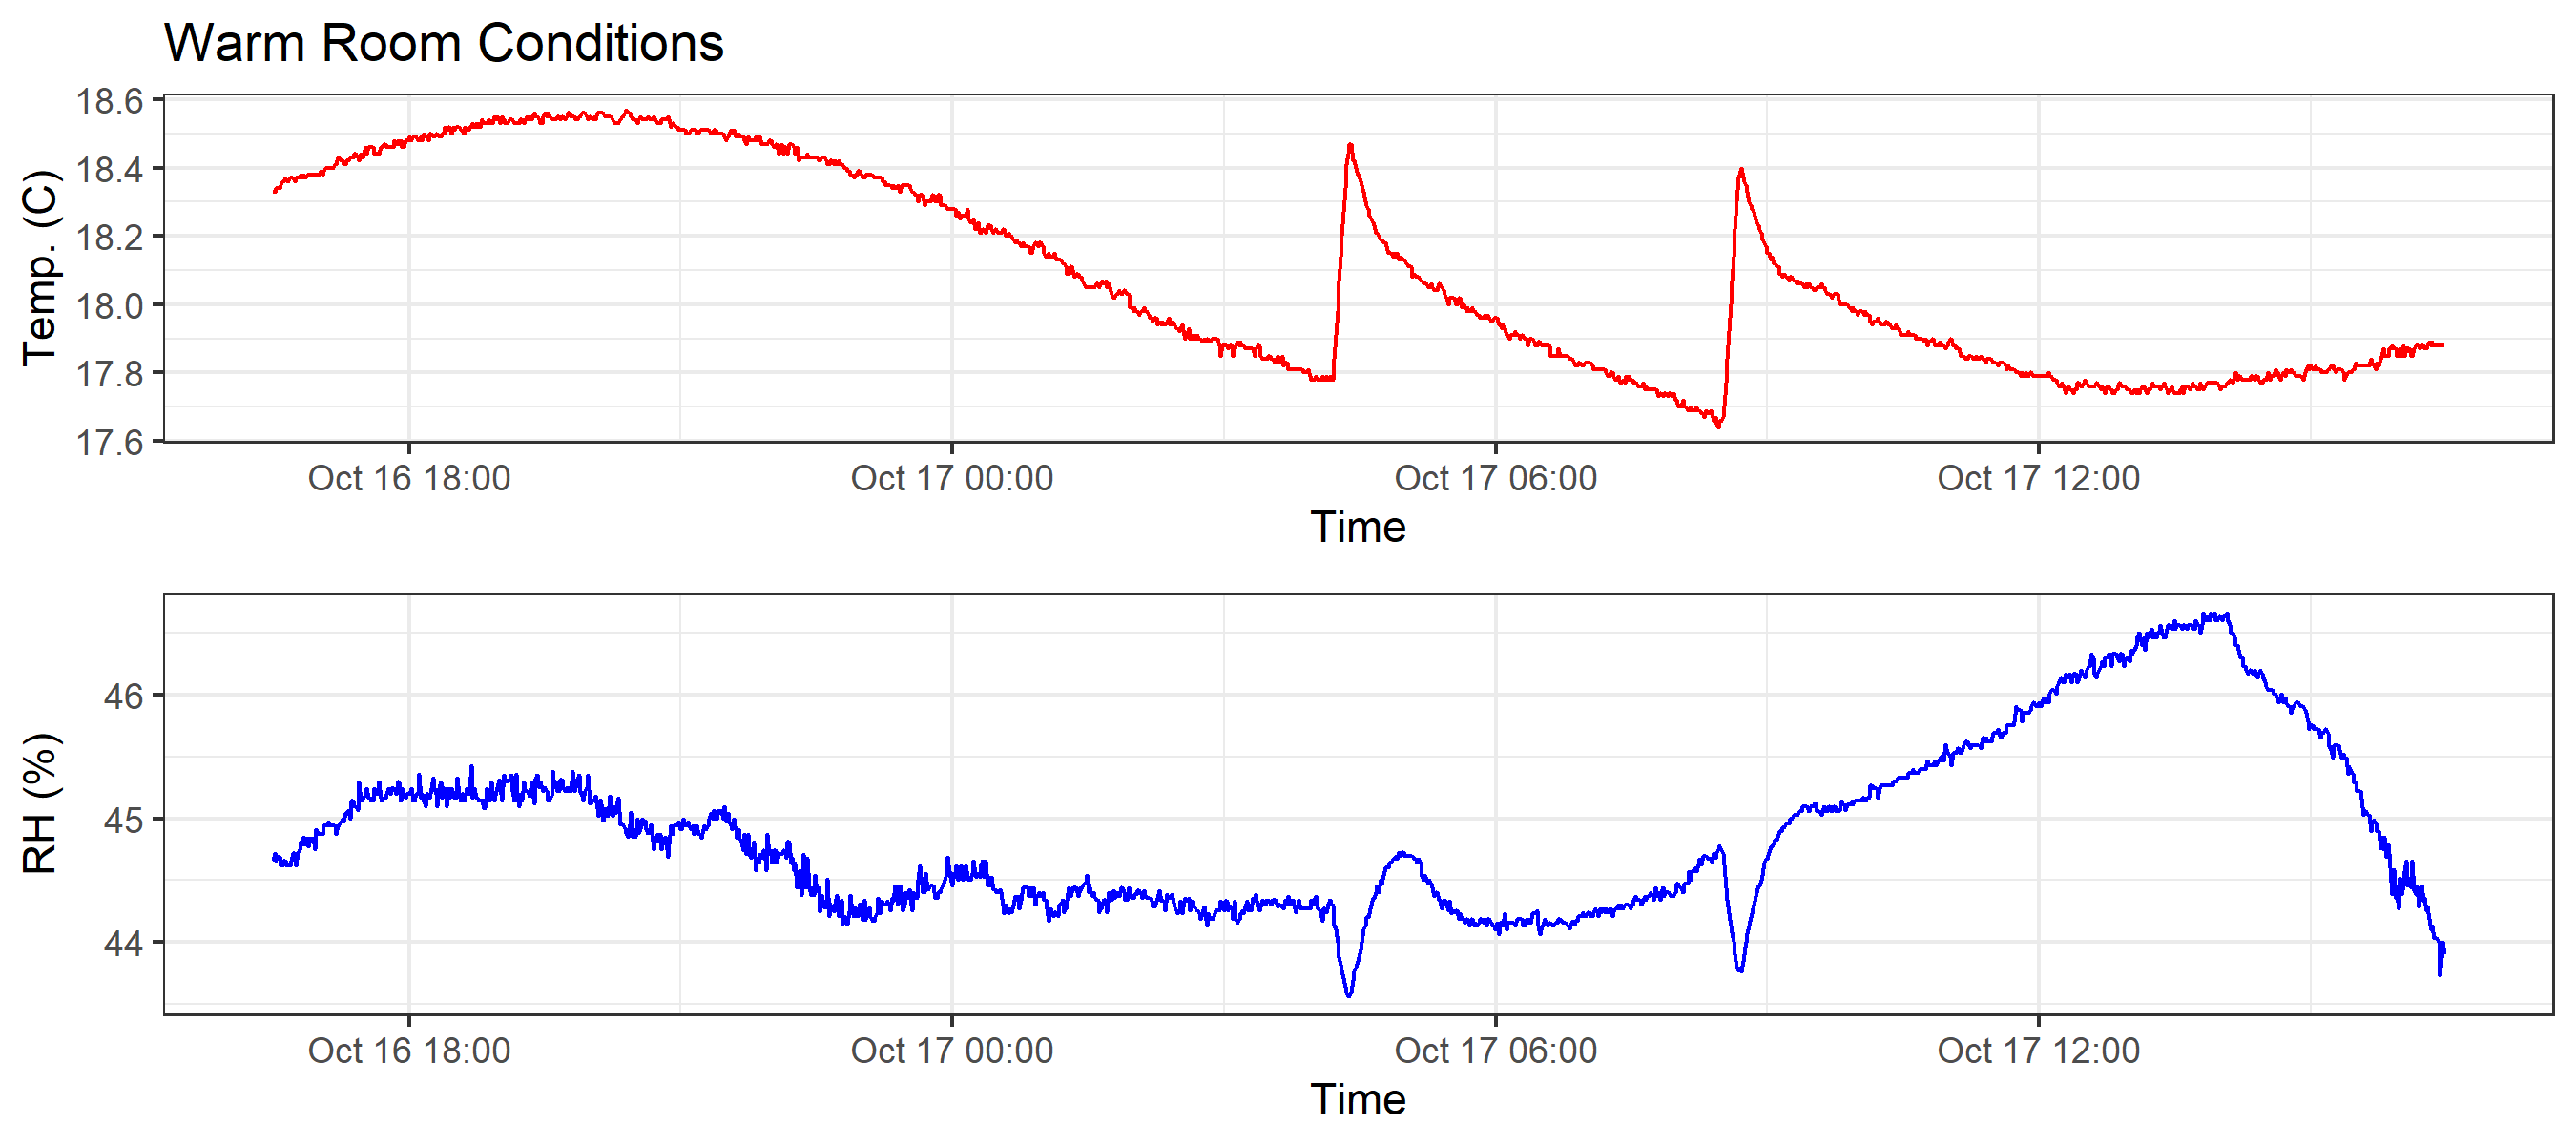 Warm Room Conditions
Temp. (C)
18.6
18.4
18.2
18.0
17.8
17.6
Oct 16 18:00 Oct 17 00:00 Oct 17 06:00 Oct 17 12:00
Time
RH (%)
46
45
44
Oct 16 18:00 Oct 17 00:00 Oct 17 06:00 Oct 17 12:00
Time